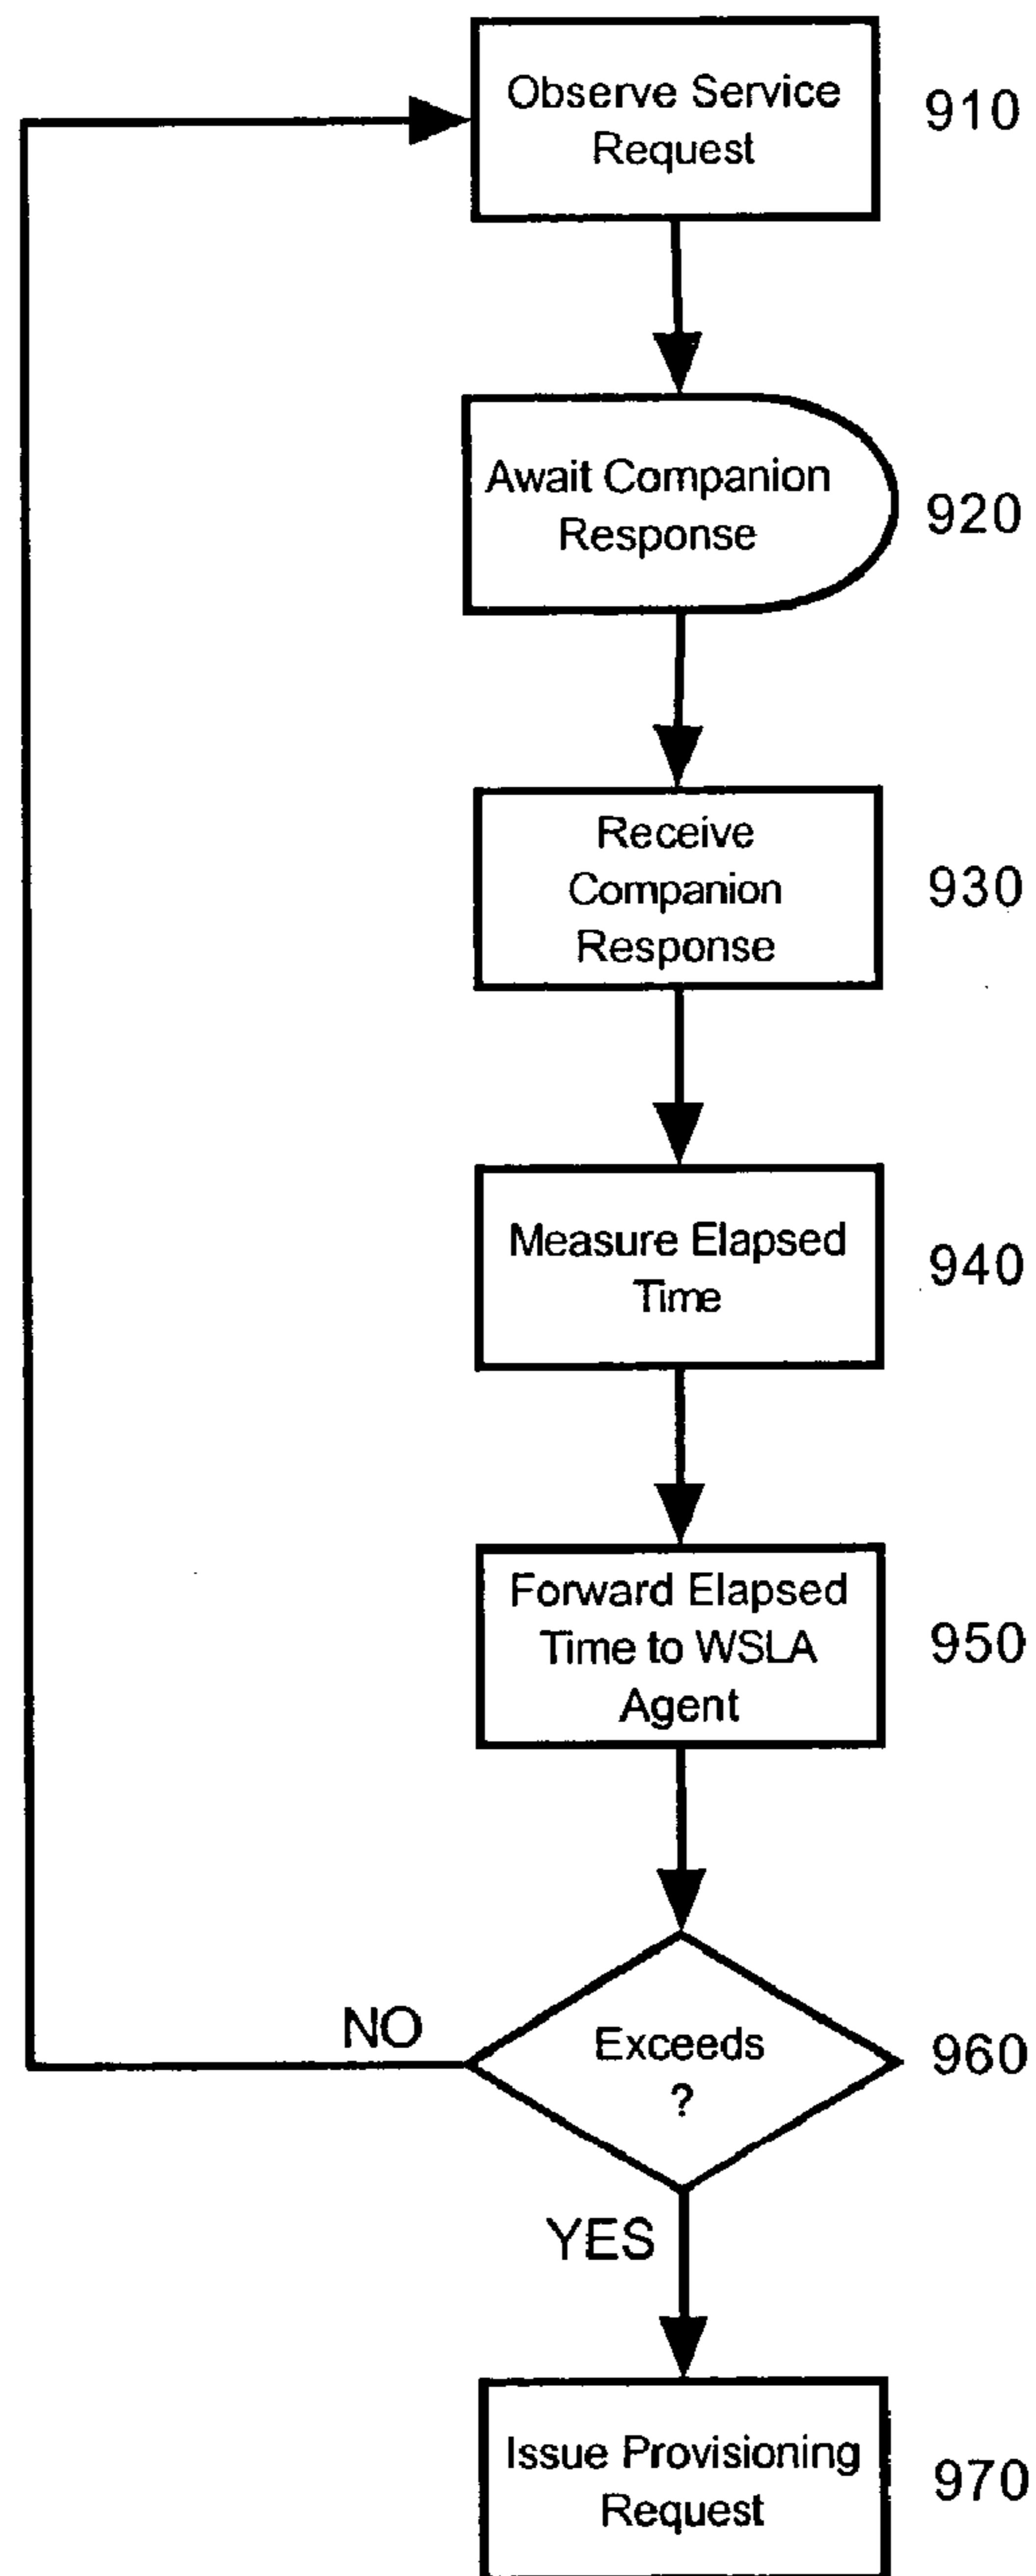 Observe Service
Request
910
Await Companion
Response
920
Receive
Companion
Response
930
Measure Elapsed
Time
940
Forward Elapsed
Time to WSLA
Agent
950
NO
Exceeds
?
960
YES
Issue Provisioning
Request
970